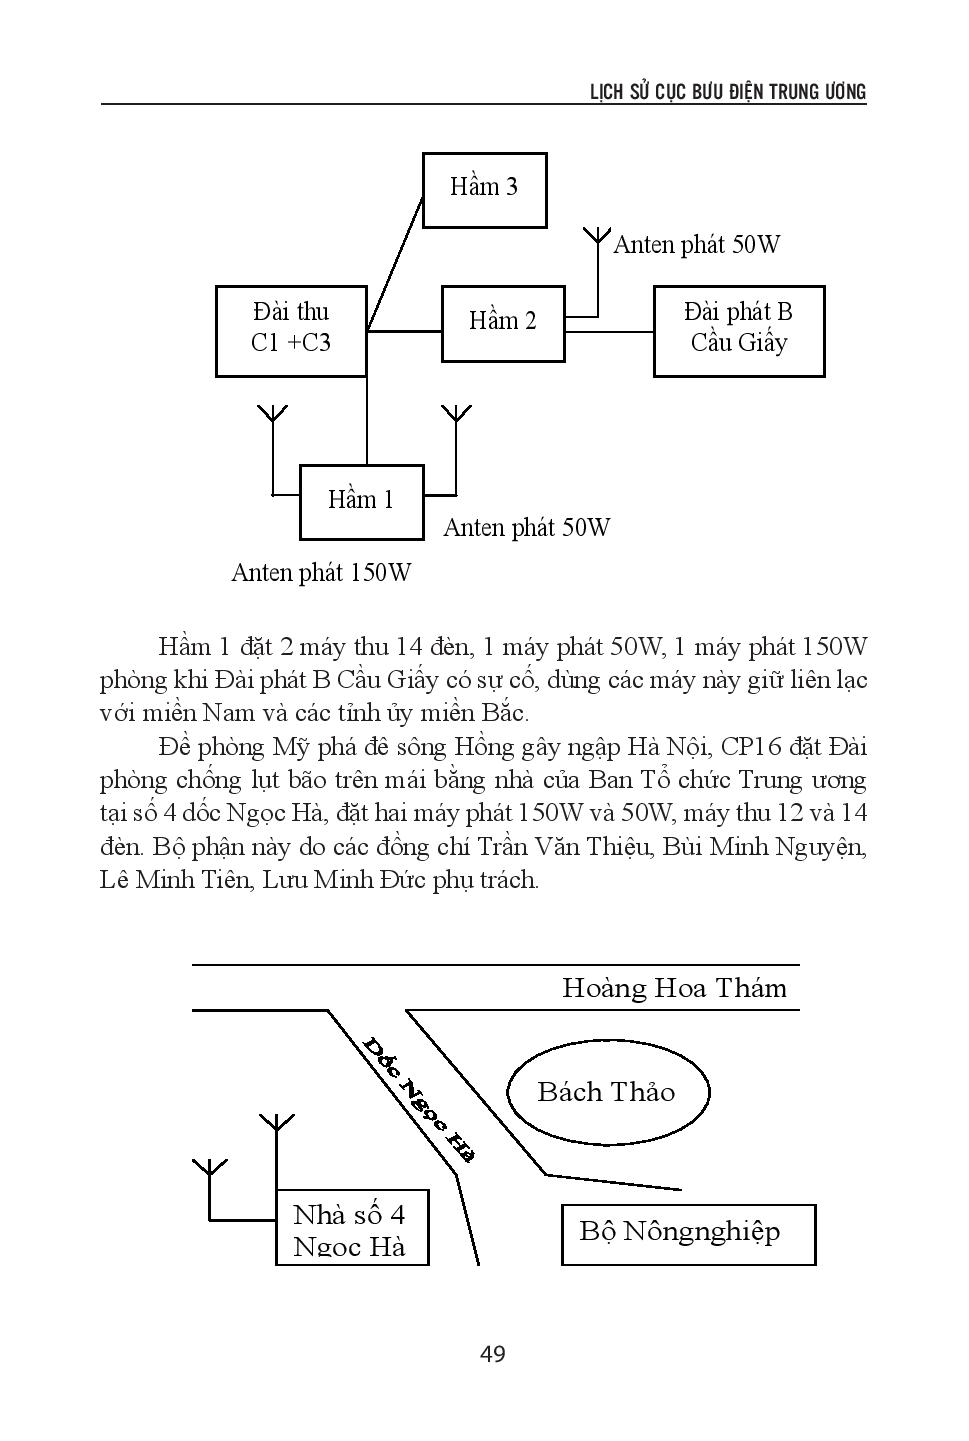 LỊCH SỬ CỤC BƯU ĐIỆN TRUNG ƯƠNG
Hầm 3
Anten phát 50W
Đài thu
C1 +C3
Hầm 2
Đài phát B
Cầu Giấy
Hầm 1
Anten phát 50W
Anten phát 150W
Hầm 1 đặt 2 máy thu 14 đèn, 1 máy phát 50W, 1 máy phát 150W
phòng khi Đài phát B Cầu Giấy có sự cố, dùng các máy này giữ liên lạc
với miền Nam và các tỉnh ủy miền Bắc.
Đề phòng Mỹ phá đê sông Hồng gây ngập Hà Nội, CP16 đặt Đài
phòng chống lụt bão trên mái bằng nhà của Ban Tổ chức Trung ương
tại số 4 dốc Ngọc Hà, đặt hai máy phát 150W và 50W, máy thu 12 và 14
đèn. Bộ phận này do các đồng chí Trần Văn Thiệu, Bùi Minh Nguyện,
Lê Minh Tiên, Lưu Minh Đức phụ trách.
Hoàng Hoa Thám
Dốc Ngọc Hà
Bách Thảo
Nhà số 4
Ngọc Hà
Bộ Nôngnghiệp
49